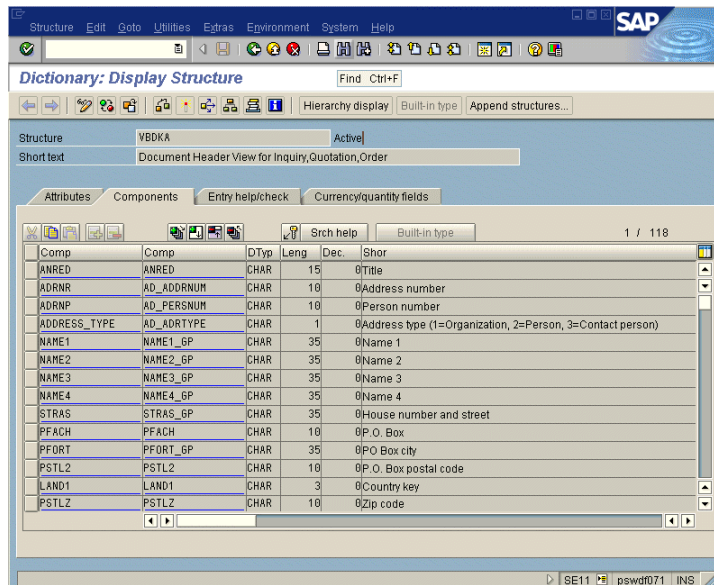 Structure Edit Goto Utilities Extras Environment System Help
SAP
Dictionary: Display Structure
Find Ctrl+F
Hierarchy display Built-in type Append structures...
Structure VBDKA Active
Short text Document Header View for Inquiry,Quotation,Order
Attributes Components Entry help/check Currency/quantity fields
Srch help Built-in type 1 / 118
Comp Comp DTyp Leng Dec. Shor
ANRED ANRED CHAR 15 0 Title
ADRNR AD_ADDRNUM CHAR 10 0 Address number
ADRNP AD_PERSNUM CHAR 10 0 Person number
ADDRESS_TYPE AD_ADRTYPE CHAR 1 0 Address type (1=Organization, 2=Person, 3=Contact person)
NAME1 NAME1_GP CHAR 35 0 Name 1
NAME2 NAME2_GP CHAR 35 0 Name 2
NAME3 NAME3_GP CHAR 35 0 Name 3
NAME4 NAME4_GP CHAR 35 0 Name 4
STRAS STRAS_GP CHAR 35 0 House number and street
PFACH PFACH CHAR 10 0 P.O. Box
PFORT PFORT_GP CHAR 35 0 PO Box city
PSTL2 PSTL2 CHAR 10 0 P.O. Box postal code
LAND1 LAND1 CHAR 3 0 Country key
PSTLZ PSTLZ CHAR 10 0 Zip code
SE11 pswdf071 INS